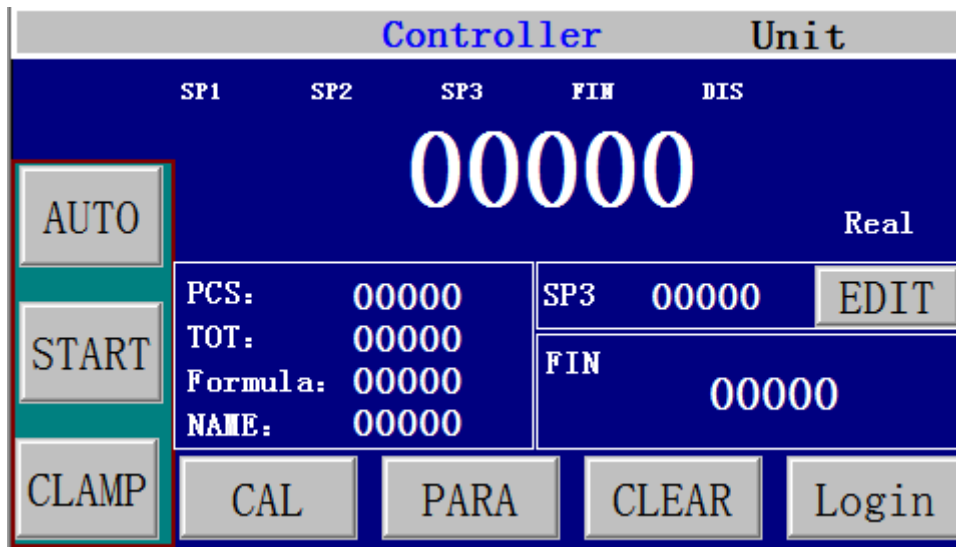 Controller Unit
SP1 SP2 SP3 FIN DIS
00000
Real
AUTO
START
CLAMP
PCS: 00000
TOT: 00000
Formula: 00000
NAME: 00000
SP3 00000 EDIT
FIN
00000
CAL PARA CLEAR Login